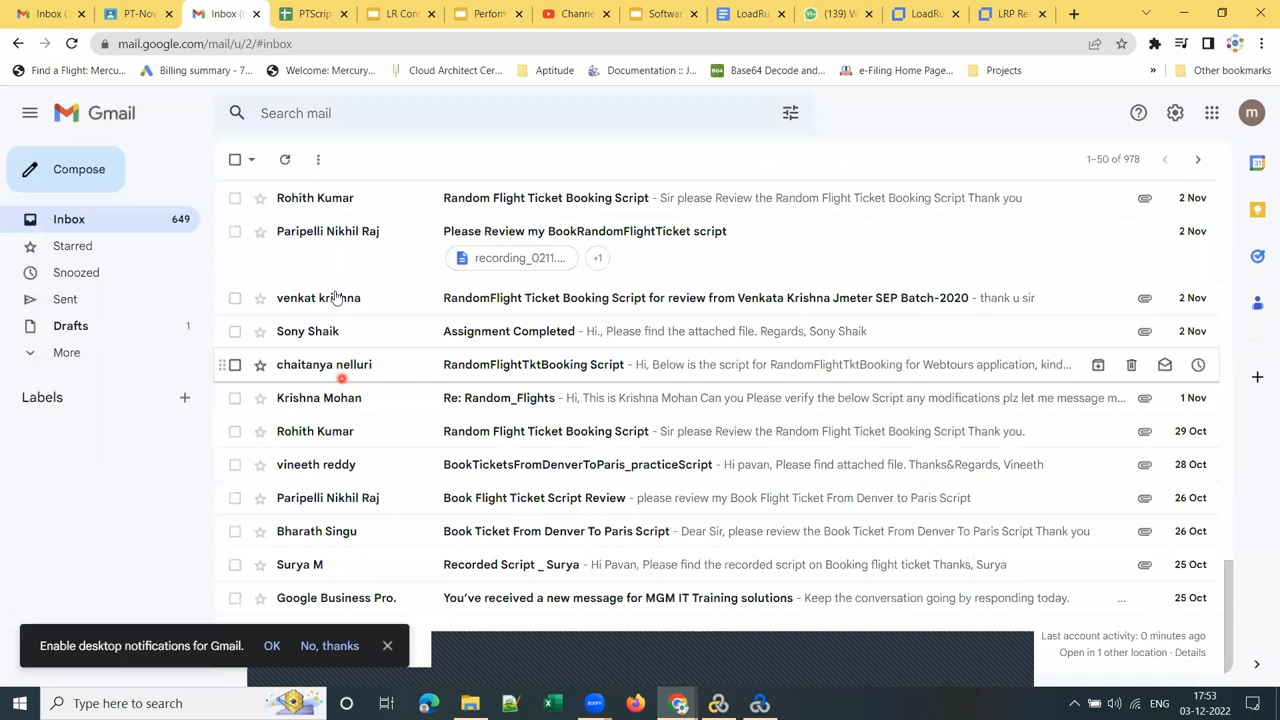 Inbox (
PT-Nov
Inbox (
PTScrip
LR Con
Perform
Channe
Softwar
LoadRu
(139) W
LoadRu
LRP Re
mail.google.com/mail/u/2/#inbox
Find a Flight: Mercu...
Billing summary - 7...
Welcome: Mercury...
Cloud Architect Cer...
Aptitude
Documentation :: J...
Base64 Decode and...
e-Filing Home Page...
Projects
»
Other bookmarks
Gmail
Search mail
m
Compose
1–50 of 978
Rohith Kumar Random Flight Ticket Booking Script - Sir please Review the Random Flight Ticket Booking Script Thank you 2 Nov
Inbox 649
Paripelli Nikhil Raj Please Review my BookRandomFlightTicket script 2 Nov
Starred
recording_0211.... +1
Snoozed
Sent
venkat krishna RandomFlight Ticket Booking Script for review from Venkata Krishna Jmeter SEP Batch-2020 - thank u sir 2 Nov
Drafts 1
Sony Shaik Assignment Completed - Hi., Please find the attached file. Regards, Sony Shaik 2 Nov
More
chaitanya nelluri RandomFlightTktBooking Script - Hi, Below is the script for RandomFlightTktBooking for Webtours application, kind...
Labels
Krishna Mohan Re: Random_Flights - Hi, This is Krishna Mohan Can you Please verify the below Script any modifications plz let me message m... 1 Nov
Rohith Kumar Random Flight Ticket Booking Script - Sir please Review the Random Flight Ticket Booking Script Thank you. 29 Oct
vineeth reddy BookTicketsFromDenverToParis_practiceScript - Hi pavan, Please find attached file. Thanks&Regards, Vineeth 28 Oct
Paripelli Nikhil Raj Book Flight Ticket Script Review - please review my Book Flight Ticket From Denver to Paris Script 26 Oct
Bharath Singu Book Ticket From Denver To Paris Script - Dear Sir, please review the Book Ticket From Denver To Paris Script Thank you 26 Oct
Surya M Recorded Script _ Surya - Hi Pavan, Please find the recorded script on Booking flight ticket Thanks, Surya 25 Oct
Google Business Pro. You've received a new message for MGM IT Training solutions - Keep the conversation going by responding today. ... 25 Oct
Enable desktop notifications for Gmail. OK No, thanks
Last account activity: 0 minutes ago
Open in 1 other location · Details
Type here to search
zoom
ENG
17:53
03-12-2022